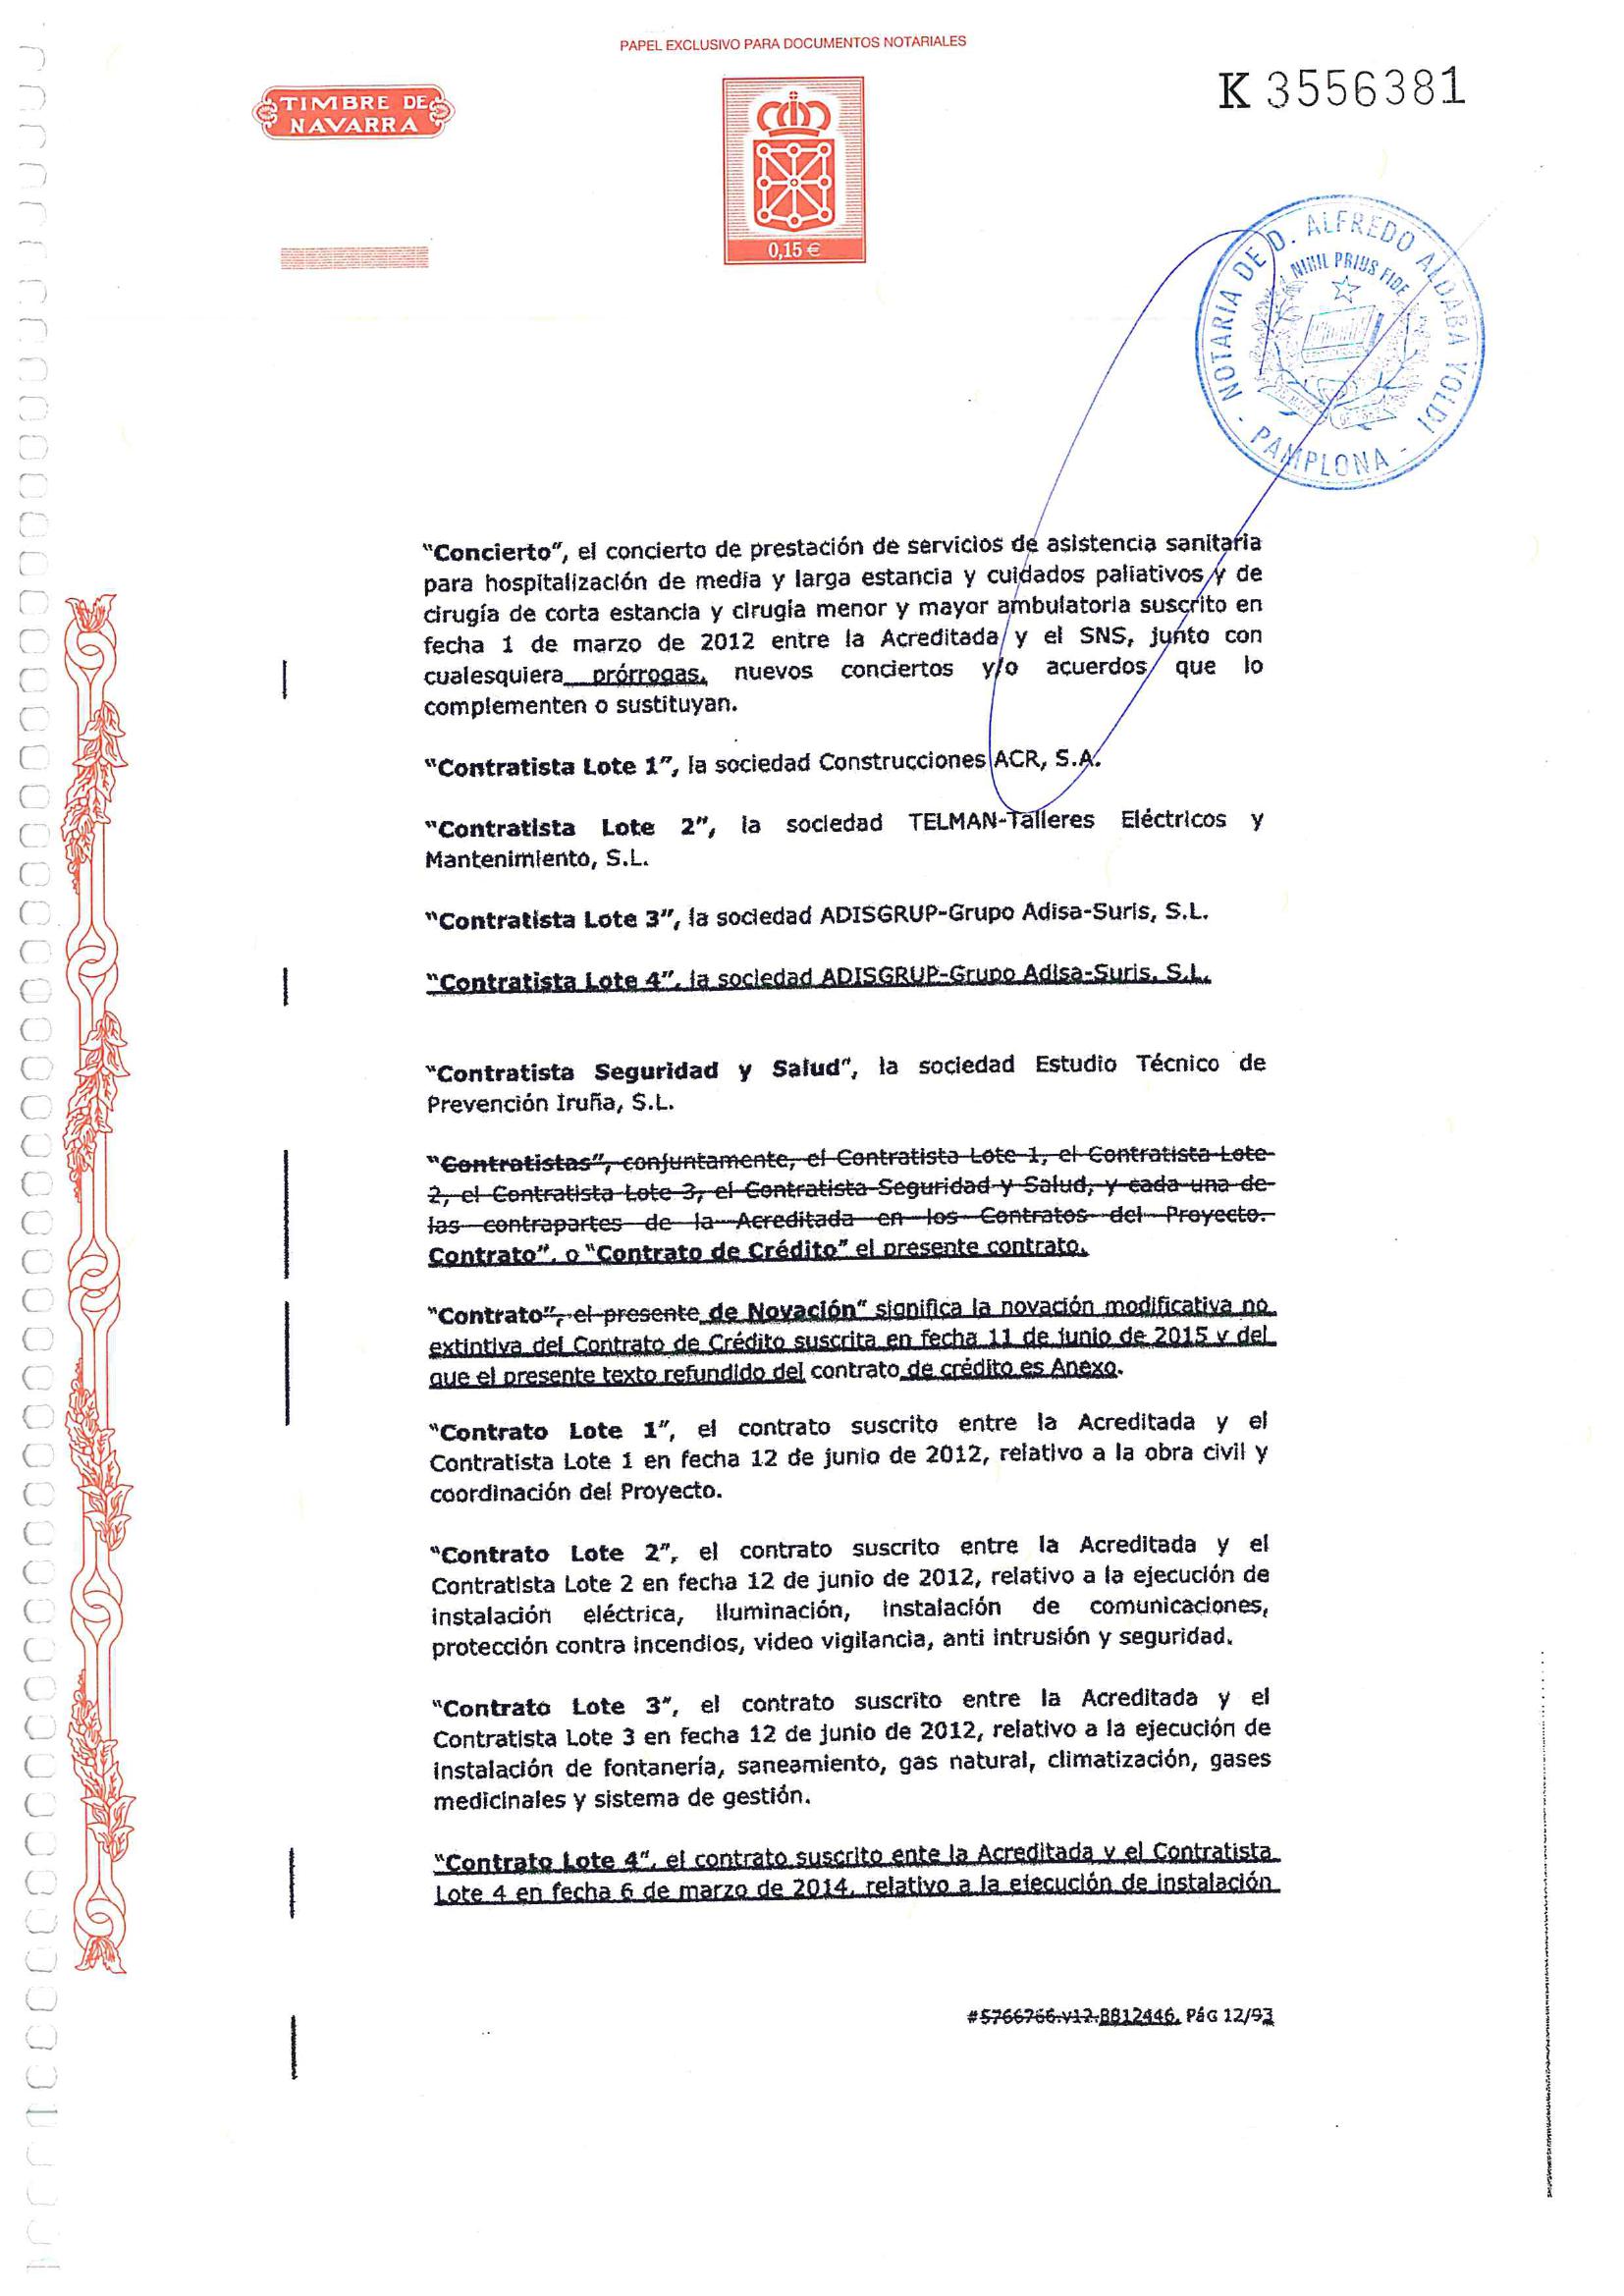 PAPEL EXCLUSIVO PARA DOCUMENTOS NOTARIALES
TIMBRE DE
NAVARRA
K 3556381
0,15 €
NOTARIA DE D. ALFREDO ALDABA YOLDI
- PAMPLONA -
NIHIL PRIUS FIDE
"Concierto", el concierto de prestación de servicios de asistencia sanitaria
para hospitalización de media y larga estancia y cuidados paliativos y de
cirugía de corta estancia y cirugía menor y mayor ambulatoria suscrito en
fecha 1 de marzo de 2012 entre la Acreditada y el SNS, junto con
cualesquiera prórrogas, nuevos conciertos y/o acuerdos que lo
complementen o sustituyan.
"Contratista Lote 1", la sociedad Construcciones ACR, S.A.
"Contratista Lote 2", la sociedad TELMAN-Talleres Eléctricos y
Mantenimiento, S.L.
"Contratista Lote 3", la sociedad ADISGRUP-Grupo Adisa-Suris, S.L.
"Contratista Lote 4", la sociedad ADISGRUP-Grupo Adisa-Suris, S.L.
"Contratista Seguridad y Salud", la sociedad Estudio Técnico de
Prevención Iruña, S.L.
"Contratistas", conjuntamente, el Contratista Lote 1, el Contratista Lote
2, el Contratista Lote 3, el Contratista Seguridad y Salud, y cada una de
las contrapartes de la Acreditada en los Contratos del Proyecto.
Contrato", o "Contrato de Crédito" el presente contrato.
"Contrato", el presente de Novación" significa la novación modificativa no
extintiva del Contrato de Crédito suscrita en fecha 11 de junio de 2015 y del
que el presente texto refundido del contrato de crédito es Anexo.
"Contrato Lote 1", el contrato suscrito entre la Acreditada y el
Contratista Lote 1 en fecha 12 de junio de 2012, relativo a la obra civil y
coordinación del Proyecto.
"Contrato Lote 2", el contrato suscrito entre la Acreditada y el
Contratista Lote 2 en fecha 12 de junio de 2012, relativo a la ejecución de
instalación eléctrica, iluminación, instalación de comunicaciones,
protección contra incendios, video vigilancia, anti intrusión y seguridad.
"Contrato Lote 3", el contrato suscrito entre la Acreditada y el
Contratista Lote 3 en fecha 12 de junio de 2012, relativo a la ejecución de
instalación de fontanería, saneamiento, gas natural, climatización, gases
medicinales y sistema de gestión.
"Contrato Lote 4", el contrato suscrito ente la Acreditada y el Contratista
Lote 4 en fecha 6 de marzo de 2014, relativo a la ejecución de instalación
#5766766.v12.8812446, PáG 12/93